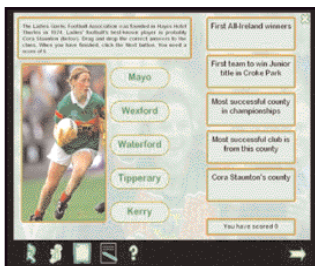 The Ladies Gaelic Football Association was founded in Hayes Hotel
Thurles in 1974. Ladies' football's best-known player is probably
Cora Staunton (below). Drag and drop the correct answers to the
clues. When you have finished, click the Next button. You need a
score of 5.
Mayo
Wexford
Waterford
Tipperary
Kerry
First All-Ireland winners
First team to win Junior
title in Croke Park
Most successful county
in championships
Most successful club is
from this county
Cora Staunton's county
You have scored 0
?